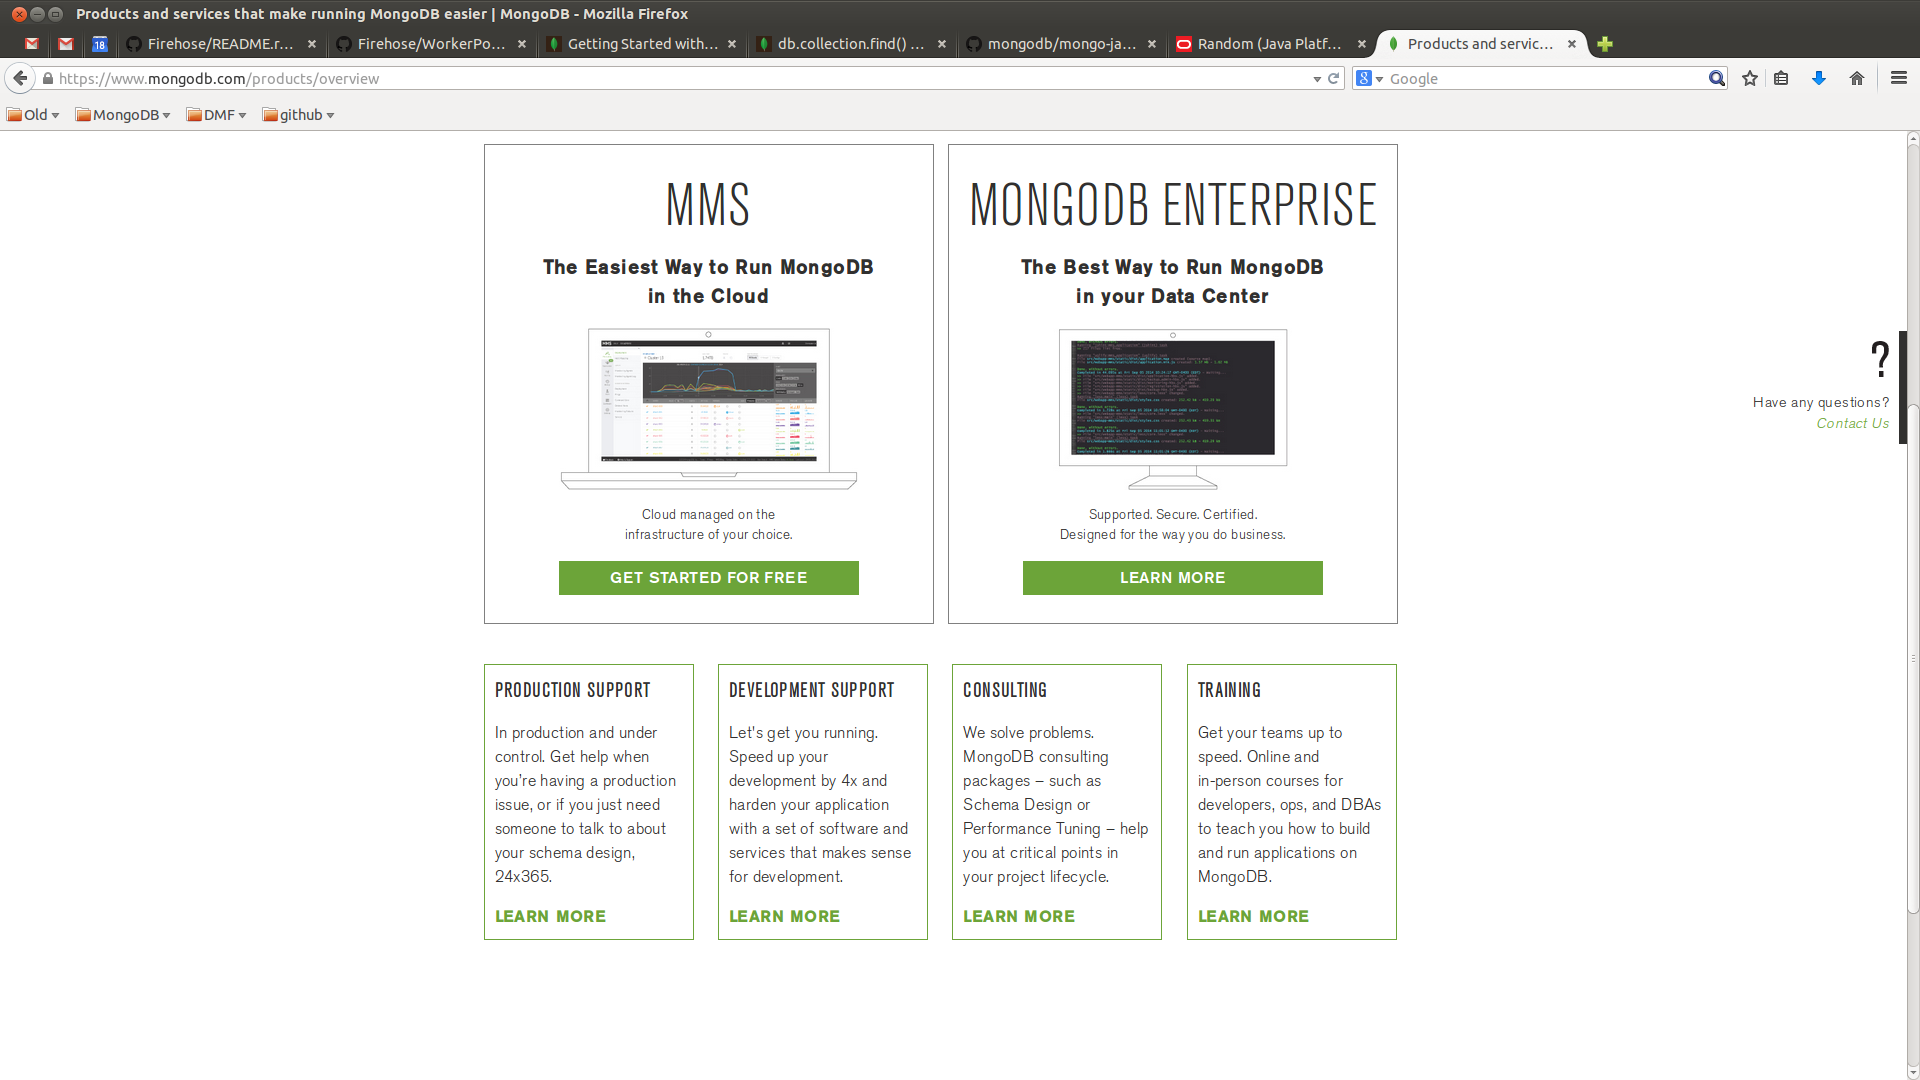 Products and services that make running MongoDB easier | MongoDB - Mozilla Firefox
18 Firehose/README.r... Firehose/WorkerPo... Getting Started with... db.collection.find() ... mongodb/mongo-ja... Random (Java Platf... Products and servic...
https://www.mongodb.com/products/overview
Google
Old MongoDB DMF github
MMS
The Easiest Way to Run MongoDB
in the Cloud
Cloud managed on the
infrastructure of your choice.
GET STARTED FOR FREE
MONGODB ENTERPRISE
The Best Way to Run MongoDB
in your Data Center
Supported. Secure. Certified.
Designed for the way you do business.
LEARN MORE
?
Have any questions?
Contact Us
PRODUCTION SUPPORT
In production and under
control. Get help when
you're having a production
issue, or if you just need
someone to talk to about
your schema design,
24x365.
LEARN MORE
DEVELOPMENT SUPPORT
Let's get you running.
Speed up your
development by 4x and
harden your application
with a set of software and
services that makes sense
for development.
LEARN MORE
CONSULTING
We solve problems.
MongoDB consulting
packages – such as
Schema Design or
Performance Tuning – help
you at critical points in
your project lifecycle.
LEARN MORE
TRAINING
Get your teams up to
speed. Online and
in-person courses for
developers, ops, and DBAs
to teach you how to build
and run applications on
MongoDB.
LEARN MORE